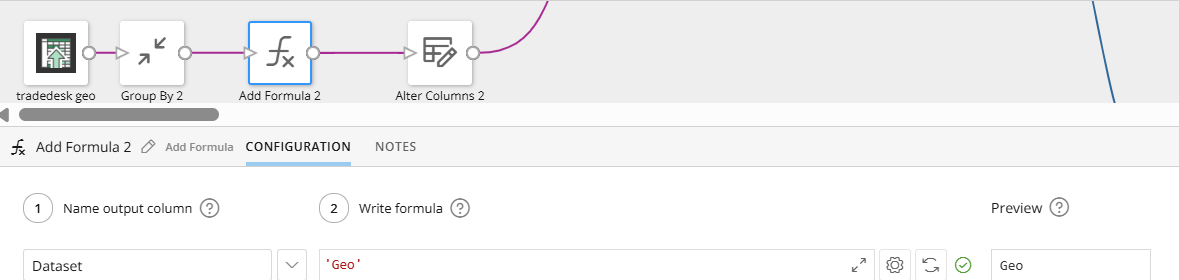 tradedesk geo
Group By 2
Add Formula 2
Alter Columns 2
fx Add Formula 2 Add Formula CONFIGURATION NOTES
1 Name output column ? 2 Write formula ? Preview ?
Dataset 'Geo' Geo